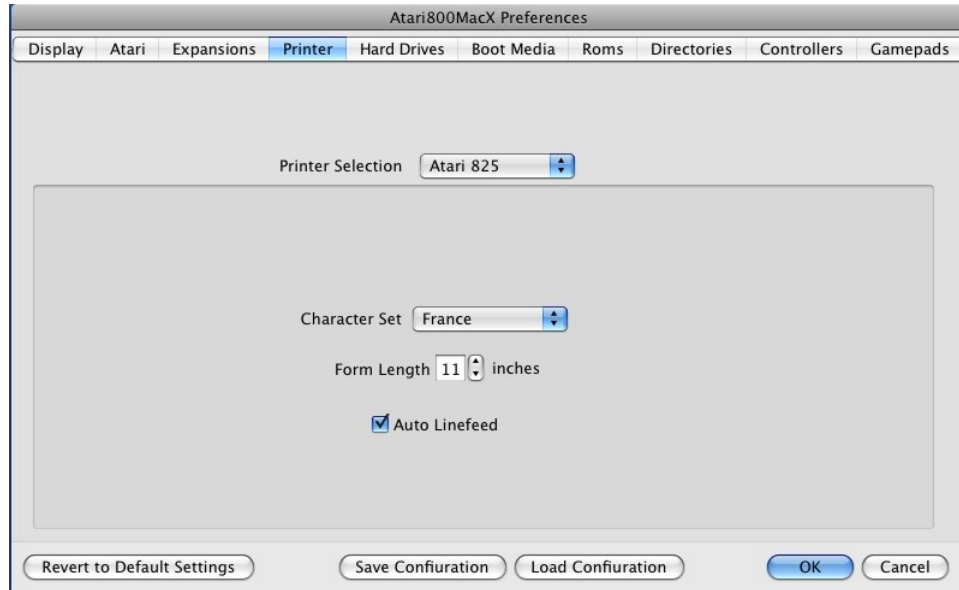 Atari800MacX Preferences
Display Atari Expansions Printer Hard Drives Boot Media Roms Directories Controllers Gamepads
Printer Selection Atari 825
Character Set France
Form Length 11 inches
Auto Linefeed
Revert to Default Settings Save Confiuration Load Confiuration OK Cancel